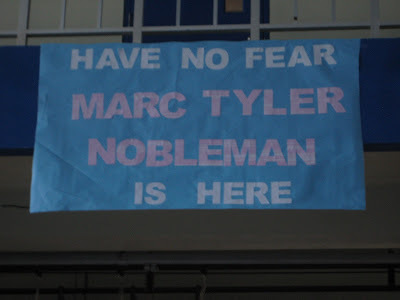 HAVE NO FEAR
MARC TYLER
NOBLEMAN
IS HERE